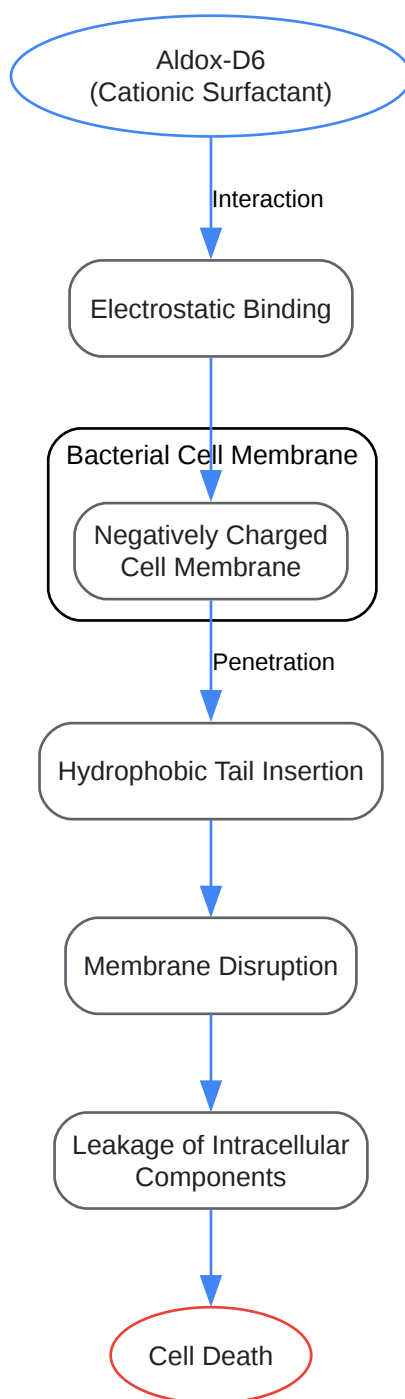 Aldox-D6
(Cationic Surfactant)
Interaction
Electrostatic Binding
Bacterial Cell Membrane
Negatively Charged
Cell Membrane
Penetration
Hydrophobic Tail Insertion
Membrane Disruption
Leakage of Intracellular
Components
Cell Death